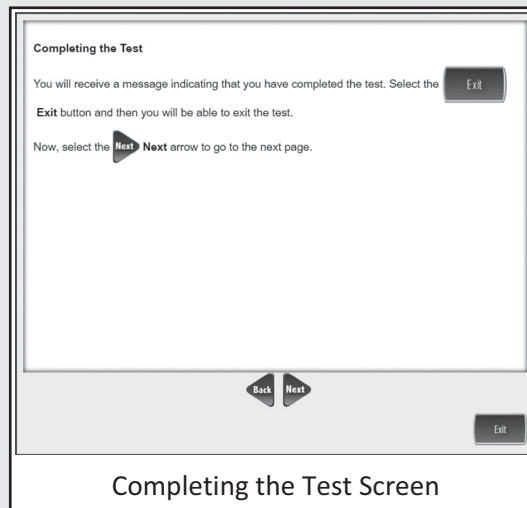 Completing the Test
You will receive a message indicating that you have completed the test. Select the Exit
Exit button and then you will be able to exit the test.
Now, select the Next Next arrow to go to the next page.
Back Next
Exit
Completing the Test Screen